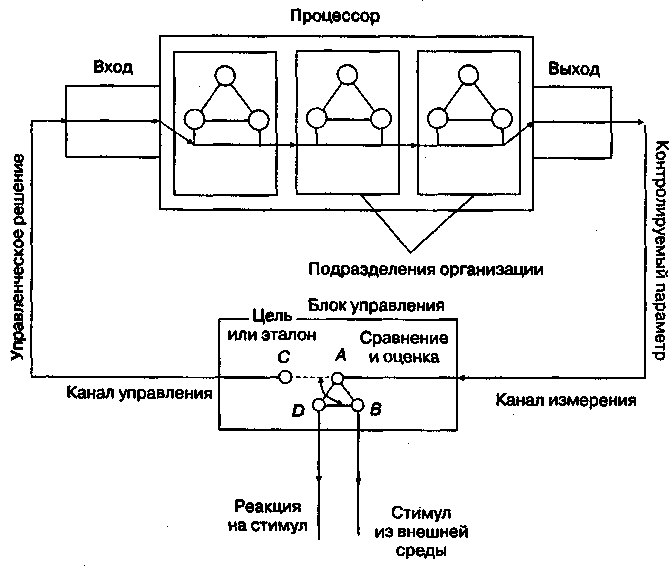 Процессор
Вход
Выход
Управленческое решение
Контролируемый параметр
Подразделения организации
Блок управления
Цель
или эталон
Сравнение
и оценка
C
A
D
B
Канал управления
Канал измерения
Реакция
на стимул
Стимул
из внешней
среды